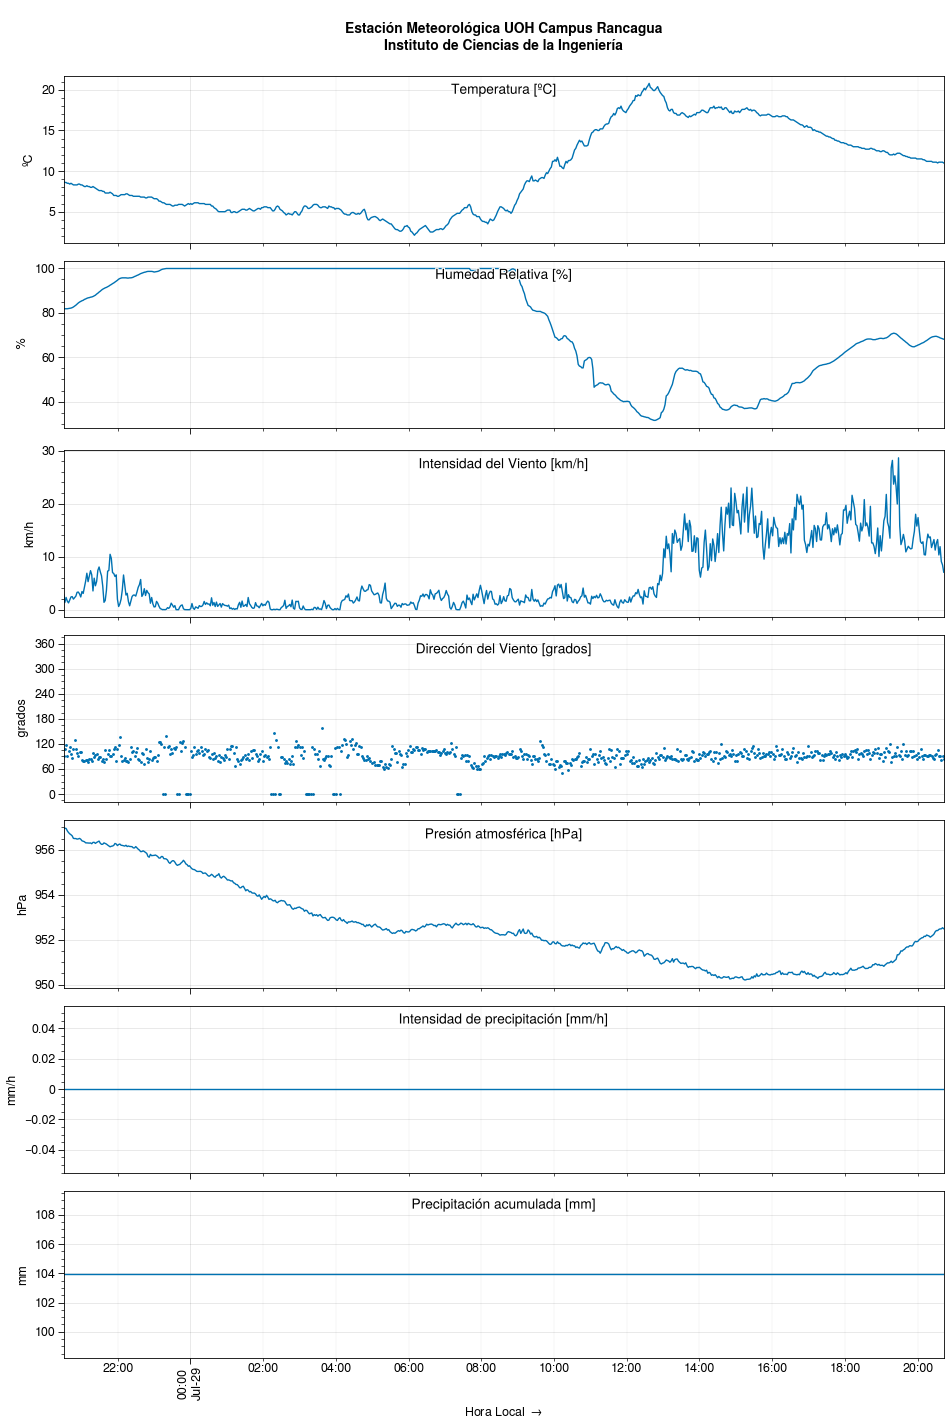 Estación Meteorológica UOH Campus Rancagua
Instituto de Ciencias de la Ingeniería
Temperatura [ºC]
ºC
20
15
10
5
Humedad Relativa [%]
%
100
80
60
40
Intensidad del Viento [km/h]
km/h
30
20
10
0
Dirección del Viento [grados]
grados
360
300
240
180
120
60
0
Presión atmosférica [hPa]
hPa
956
954
952
950
Intensidad de precipitación [mm/h]
mm/h
0.04
0.02
0
−0.02
−0.04
Precipitación acumulada [mm]
mm
108
106
104
102
100
22:00
00:00
Jul-29
02:00
04:00
06:00
08:00
10:00
12:00
14:00
16:00
18:00
20:00
Hora Local →